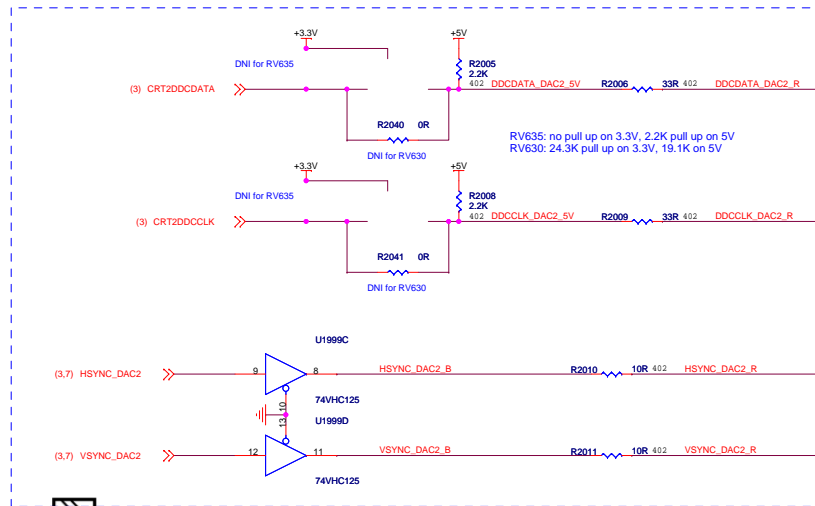 +3.3V
+5V
DNI for RV635
R2005
2.2K
(3) CRT2DDCDATA
402 DDCDATA_DAC2_5V
R2006 33R 402
DDCDATA_DAC2_R
R2040 0R
DNI for RV630
RV635: no pull up on 3.3V, 2.2K pull up on 5V
RV630: 24.3K pull up on 3.3V, 19.1K on 5V
+3.3V
+5V
DNI for RV635
R2008
2.2K
(3) CRT2DDCCLK
402 DDCCLK_DAC2_5V
R2009 33R 402
DDCCLK_DAC2_R
R2041 0R
DNI for RV630
U1999C
(3,7) HSYNC_DAC2
9
8
HSYNC_DAC2_B
R2010 10R 402
HSYNC_DAC2_R
10
74VHC125
13
U1999D
(3,7) VSYNC_DAC2
12
11
VSYNC_DAC2_B
R2011 10R 402
VSYNC_DAC2_R
74VHC125